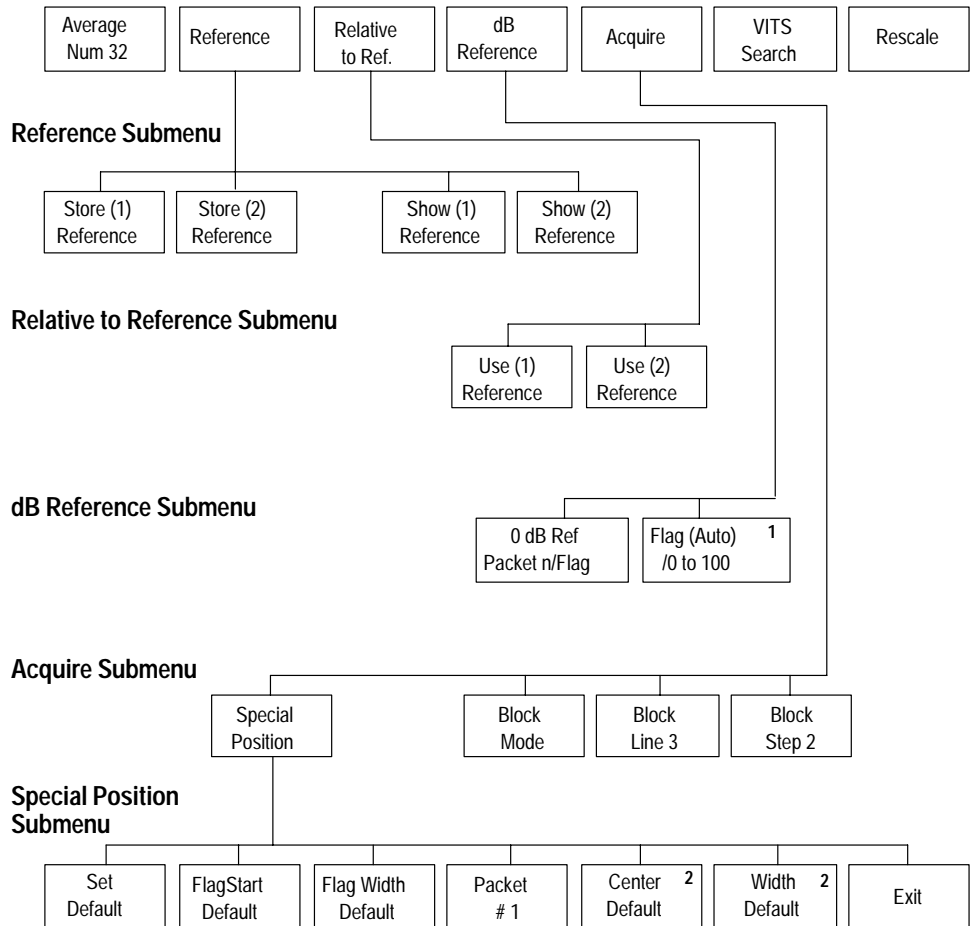 Average
Num 32
Reference
Relative
to Ref.
dB
Reference
Acquire
VITS
Search
Rescale
Reference Submenu
Store (1)
Reference
Store (2)
Reference
Show (1)
Reference
Show (2)
Reference
Relative to Reference Submenu
Use (1)
Reference
Use (2)
Reference
dB Reference Submenu
0 dB Ref
Packet n/Flag
Flag (Auto) 1
/0 to 100
Acquire Submenu
Special
Position
Block
Mode
Block
Line 3
Block
Step 2
Special Position
Submenu
Set
Default
FlagStart
Default
Flag Width
Default
Packet
# 1
Center 2
Default
Width 2
Default
Exit